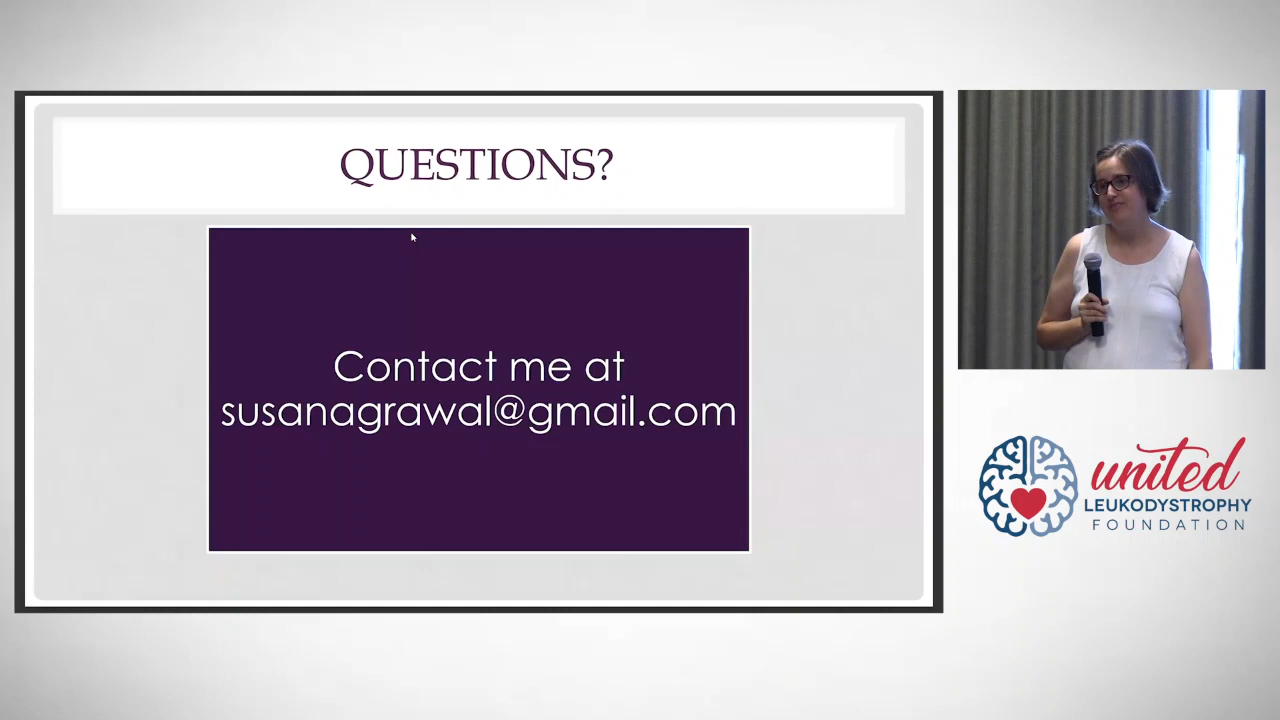 QUESTIONS?
Contact me at
susanagrawal@gmail.com
united
LEUKODYSTROPHY
FOUNDATION